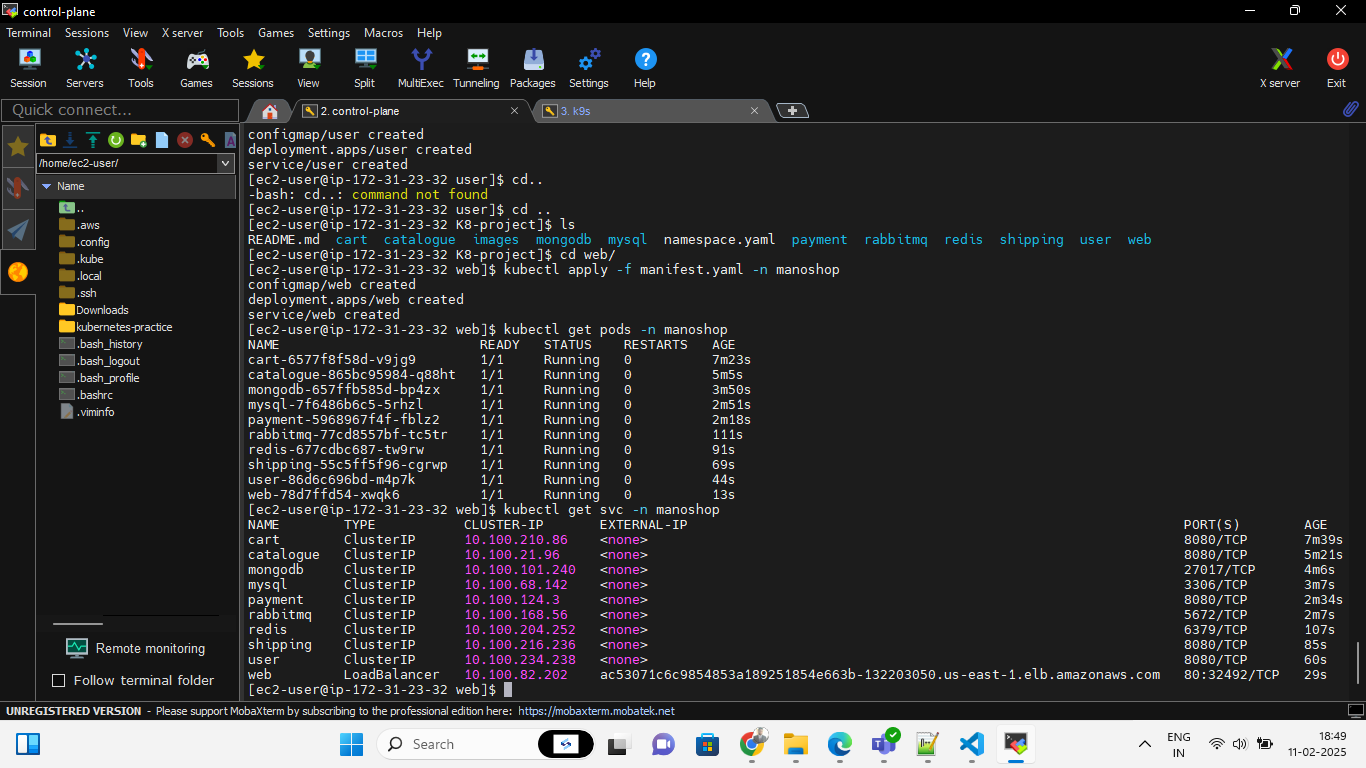 control-plane
Terminal Sessions View X server Tools Games Settings Macros Help
Session Servers Tools Games Sessions View Split MultiExec Tunneling Packages Settings Help X server Exit
Quick connect...
2. control-plane
3. k9s
/home/ec2-user/
Name
..
.aws
.config
.kube
.local
.ssh
Downloads
kubernetes-practice
.bash_history
.bash_logout
.bash_profile
.bashrc
.viminfo
Remote monitoring
Follow terminal folder
configmap/user created
deployment.apps/user created
service/user created
[ec2-user@ip-172-31-23-32 user]$ cd..
-bash: cd..: command not found
[ec2-user@ip-172-31-23-32 user]$ cd ..
[ec2-user@ip-172-31-23-32 K8-project]$ ls
README.md cart catalogue images mongodb mysql namespace.yaml payment rabbitmq redis shipping user web
[ec2-user@ip-172-31-23-32 K8-project]$ cd web/
[ec2-user@ip-172-31-23-32 web]$ kubectl apply -f manifest.yaml -n manoshop
configmap/web created
deployment.apps/web created
service/web created
[ec2-user@ip-172-31-23-32 web]$ kubectl get pods -n manoshop
NAME READY STATUS RESTARTS AGE
cart-6577f8f58d-v9jg9 1/1 Running 0 7m23s
catalogue-865bc95984-q88ht 1/1 Running 0 5m5s
mongodb-657ffb585d-bp4zx 1/1 Running 0 3m50s
mysql-7f6486b6c5-5rhzl 1/1 Running 0 2m51s
payment-5968967f4f-fblz2 1/1 Running 0 2m18s
rabbitmq-77cd8557bf-tc5tr 1/1 Running 0 111s
redis-677cdbc687-tw9rw 1/1 Running 0 91s
shipping-55c5ff5f96-cgrwp 1/1 Running 0 69s
user-86d6c696bd-m4p7k 1/1 Running 0 44s
web-78d7ffd54-xwqk6 1/1 Running 0 13s
[ec2-user@ip-172-31-23-32 web]$ kubectl get svc -n manoshop
NAME TYPE CLUSTER-IP EXTERNAL-IP PORT(S) AGE
cart ClusterIP 10.100.210.86 <none> 8080/TCP 7m39s
catalogue ClusterIP 10.100.21.96 <none> 8080/TCP 5m21s
mongodb ClusterIP 10.100.101.240 <none> 27017/TCP 4m6s
mysql ClusterIP 10.100.68.142 <none> 3306/TCP 3m7s
payment ClusterIP 10.100.124.3 <none> 8080/TCP 2m34s
rabbitmq ClusterIP 10.100.168.56 <none> 5672/TCP 2m7s
redis ClusterIP 10.100.204.252 <none> 6379/TCP 107s
shipping ClusterIP 10.100.216.236 <none> 8080/TCP 85s
user ClusterIP 10.100.234.238 <none> 8080/TCP 60s
web LoadBalancer 10.100.82.202 ac53071c6c9854853a189251854e663b-132203050.us-east-1.elb.amazonaws.com 80:32492/TCP 29s
[ec2-user@ip-172-31-23-32 web]$
UNREGISTERED VERSION - Please support MobaXterm by subscribing to the professional edition here: https://mobaxterm.mobatek.net
Search
ENG
IN
18:49
11-02-2025